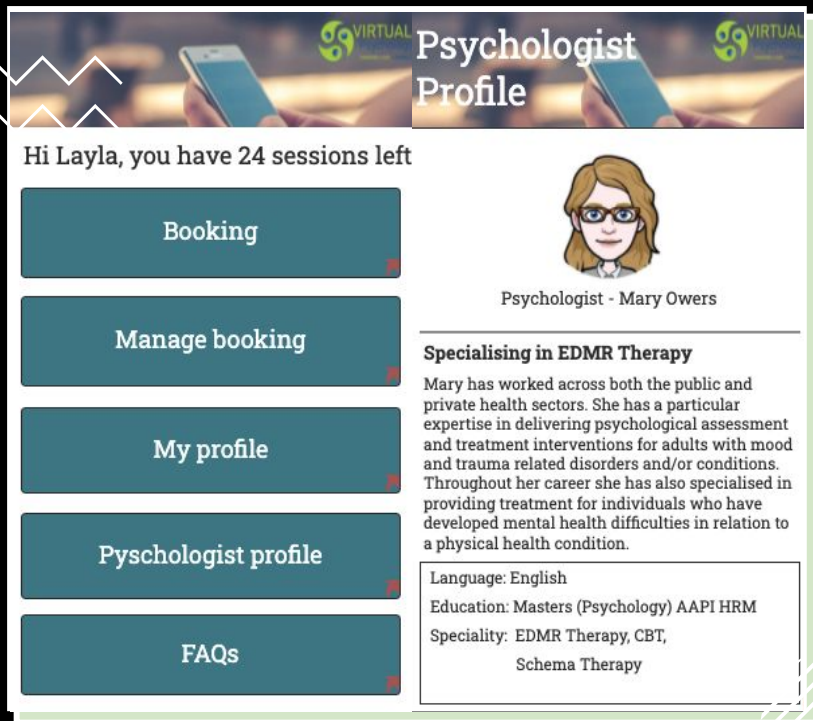 VIRTUAL
Hi Layla, you have 24 sessions left
Booking
Manage booking
My profile
Pyschologist profile
FAQs
Psychologist
Profile
VIRTUAL
Psychologist - Mary Owers
Specialising in EDMR Therapy
Mary has worked across both the public and
private health sectors. She has a particular
expertise in delivering psychological assessment
and treatment interventions for adults with mood
and trauma related disorders and/or conditions.
Throughout her career she has also specialised in
providing treatment for individuals who have
developed mental health difficulties in relation to
a physical health condition.
Language: English
Education: Masters (Psychology) AAPI HRM
Speciality: EDMR Therapy, CBT,
Schema Therapy